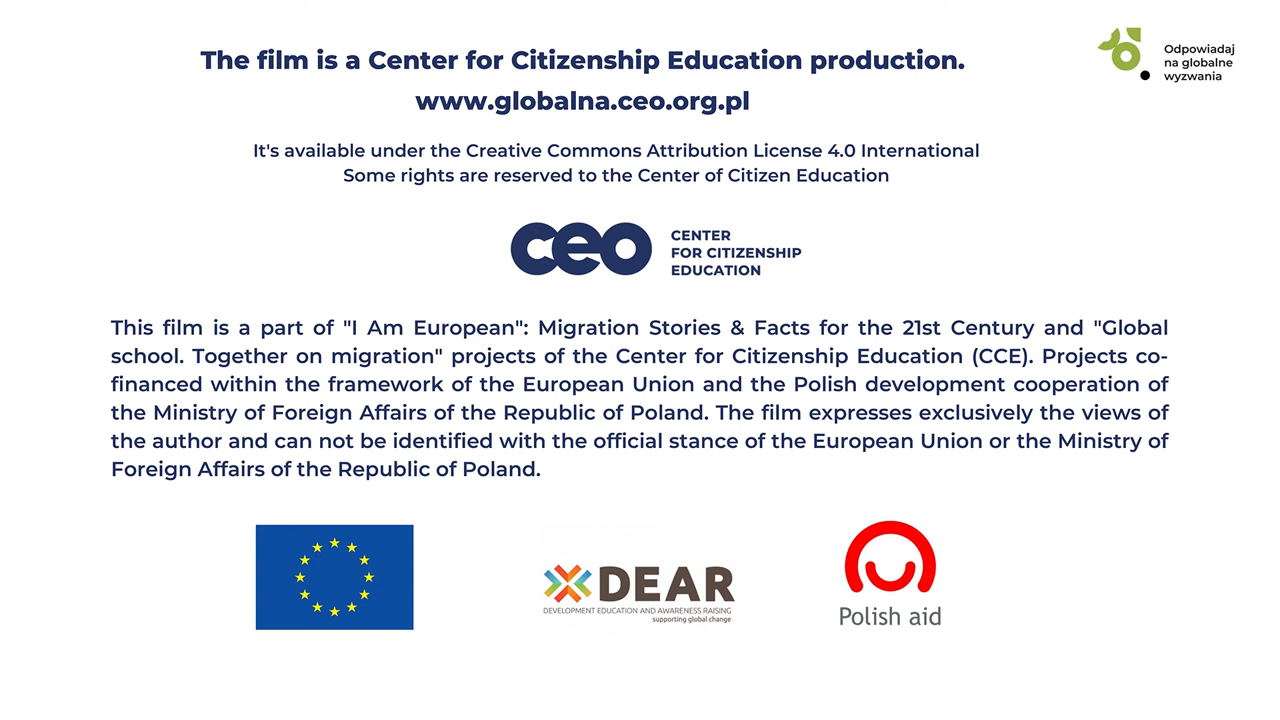 The film is a Center for Citizenship Education production.
www.globalna.ceo.org.pl
Odpowiadaj
na globalne
wyzwania
It's available under the Creative Commons Attribution License 4.0 International
Some rights are reserved to the Center of Citizen Education
ceo
CENTER
FOR CITIZENSHIP
EDUCATION
This film is a part of "I Am European": Migration Stories & Facts for the 21st Century and "Global
school. Together on migration" projects of the Center for Citizenship Education (CCE). Projects co-
financed within the framework of the European Union and the Polish development cooperation of
the Ministry of Foreign Affairs of the Republic of Poland. The film expresses exclusively the views of
the author and can not be identified with the official stance of the European Union or the Ministry of
Foreign Affairs of the Republic of Poland.
DEAR
DEVELOPMENT EDUCATION AND AWARENESS RAISING
supporting global change
Polish aid